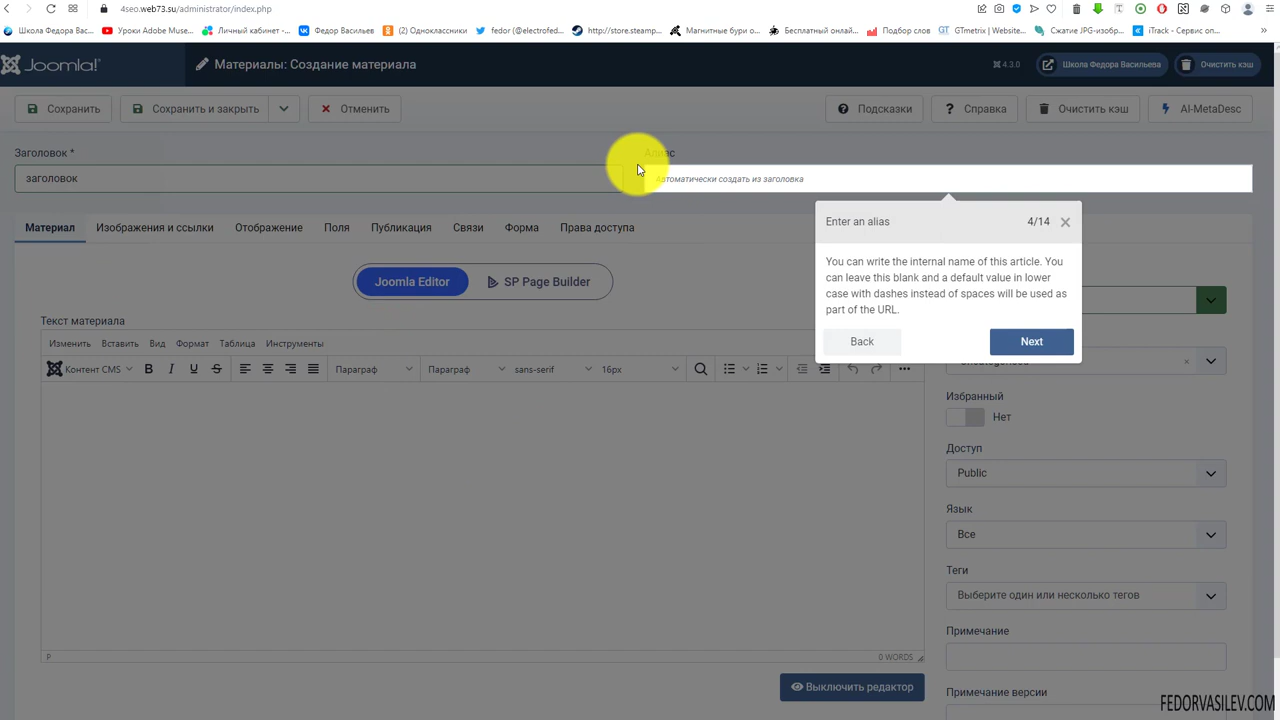 4seo.web73.su/administrator/index.php
Школа Федора Вас...
Уроки Adobe Muse...
Личный кабинет -...
Федор Васильев
(2) Одноклассники
fedor (@electrofed...
http://store.steamp...
Магнитные бури о...
Бесплатный онлай...
Подбор слов
GTmetrix | Website...
Сжатие JPG-изобр...
iTrack - Сервис оп...
Joomla!
Материалы: Создание материала
4.3.0
Школа Федора Васильева
Очистить кэш
Сохранить
Сохранить и закрыть
Отменить
Подсказки
Справка
Очистить кэш
AI-MetaDesc
Заголовок *
Алиас
заголовок
Автоматически создать из заголовка
Материал
Изображения и ссылки
Отображение
Поля
Публикация
Связи
Форма
Права доступа
Enter an alias
4/14
You can write the internal name of this article. You
can leave this blank and a default value in lower
case with dashes instead of spaces will be used as
part of the URL.
Back
Next
Joomla Editor
SP Page Builder
Текст материала
Изменить
Вставить
Вид
Формат
Таблица
Инструменты
Контент CMS
B
I
U
S
Параграф
Параграф
sans-serif
16px
Избранный
Нет
Доступ
Public
Язык
Все
Теги
Выберите один или несколько тегов
Примечание
P
0 WORDS
Выключить редактор
Примечание версии
FEDORVASILEV.COM